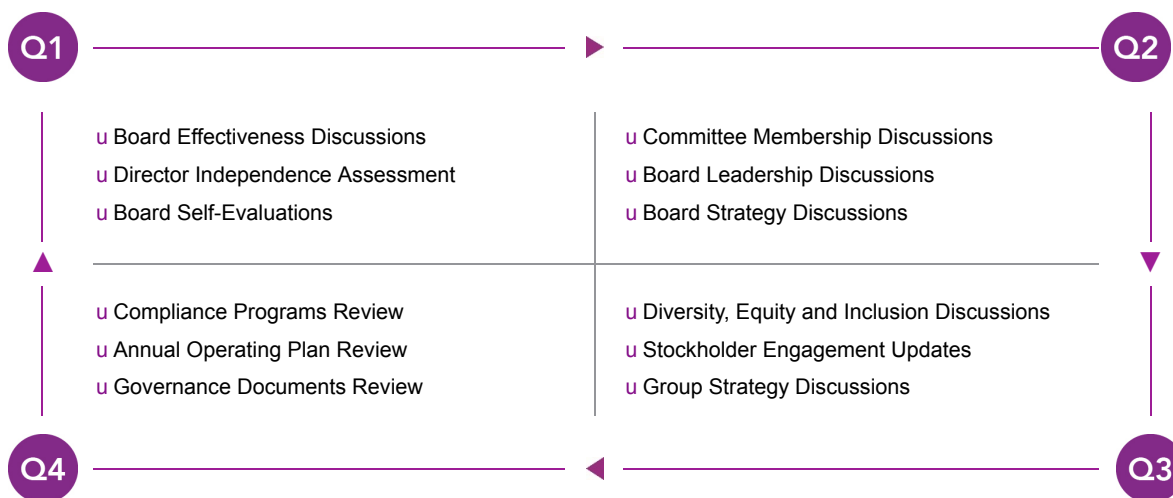 Q1
Q2
u Board Effectiveness Discussions
u Director Independence Assessment
u Board Self-Evaluations
u Committee Membership Discussions
u Board Leadership Discussions
u Board Strategy Discussions
u Compliance Programs Review
u Annual Operating Plan Review
u Governance Documents Review
u Diversity, Equity and Inclusion Discussions
u Stockholder Engagement Updates
u Group Strategy Discussions
Q4
Q3